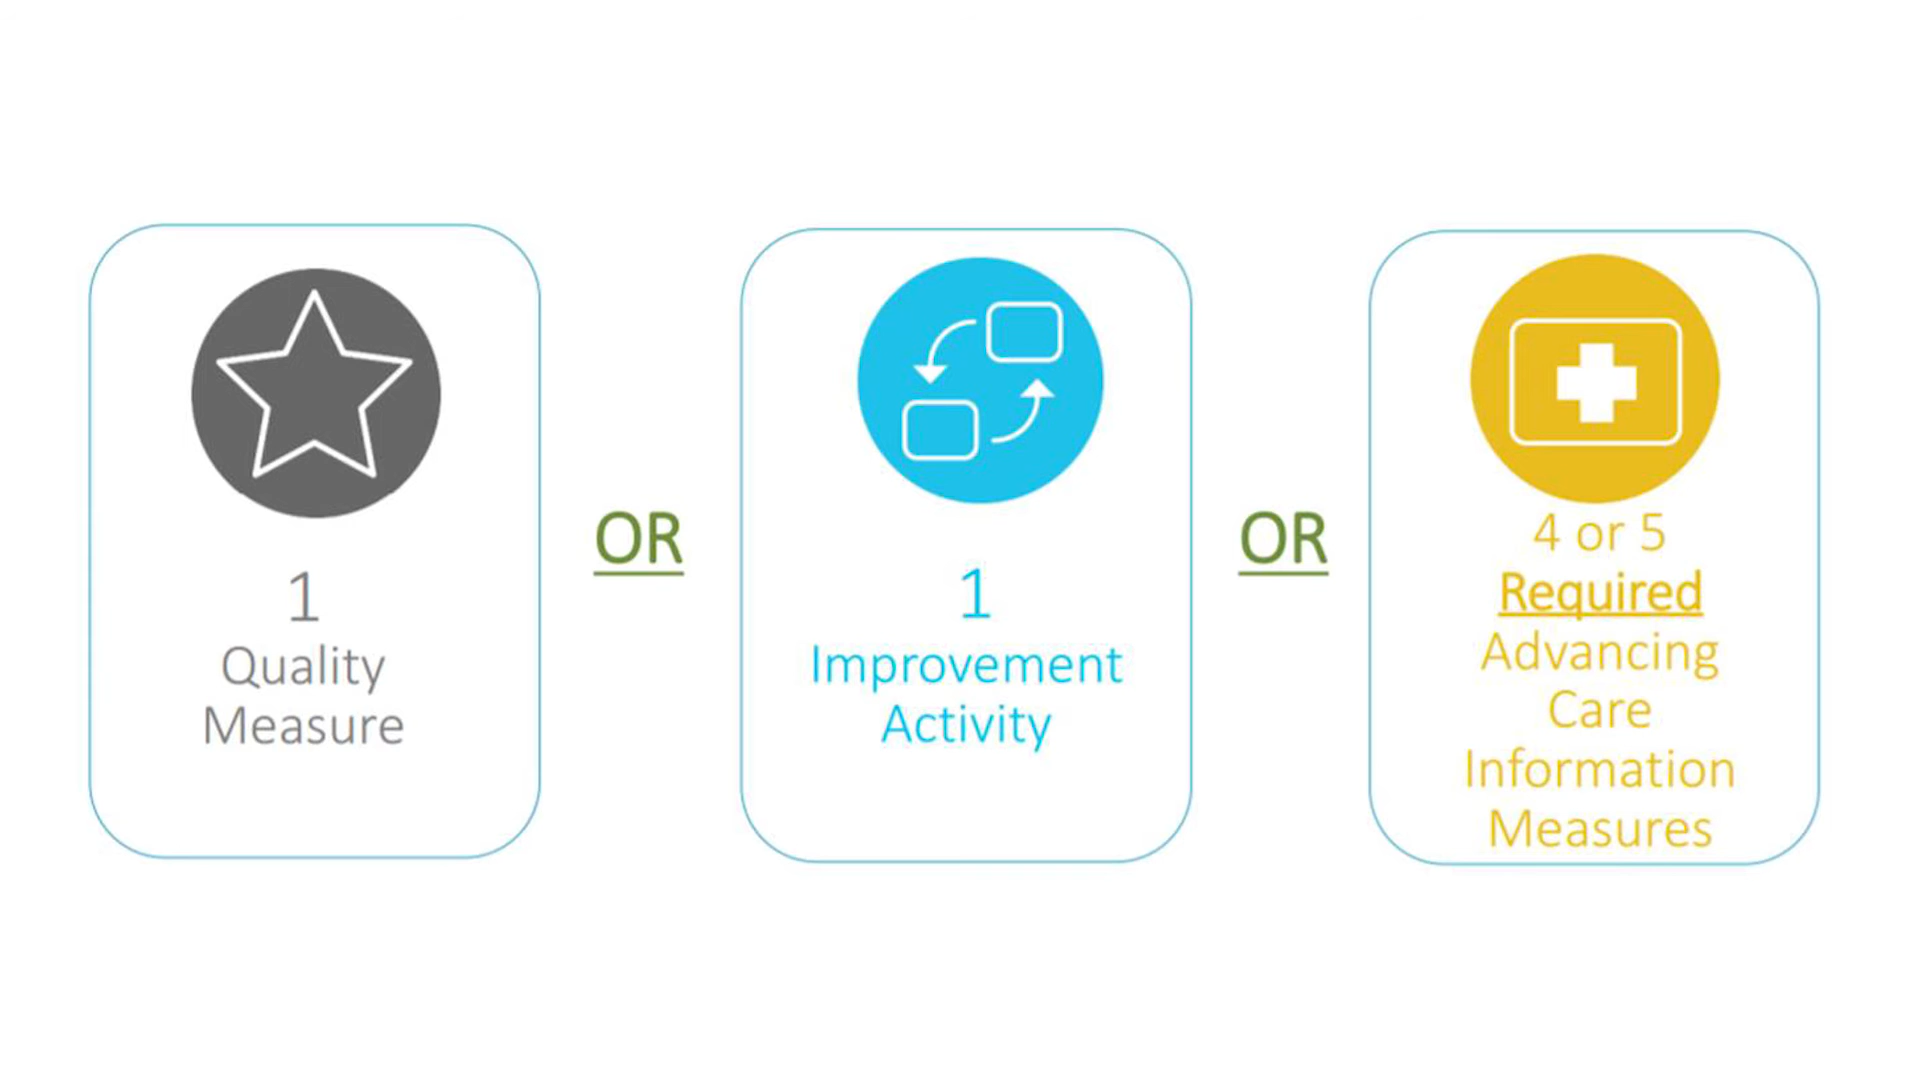 1
Quality
Measure
OR
1
Improvement
Activity
OR
4 or 5
Required
Advancing
Care
Information
Measures